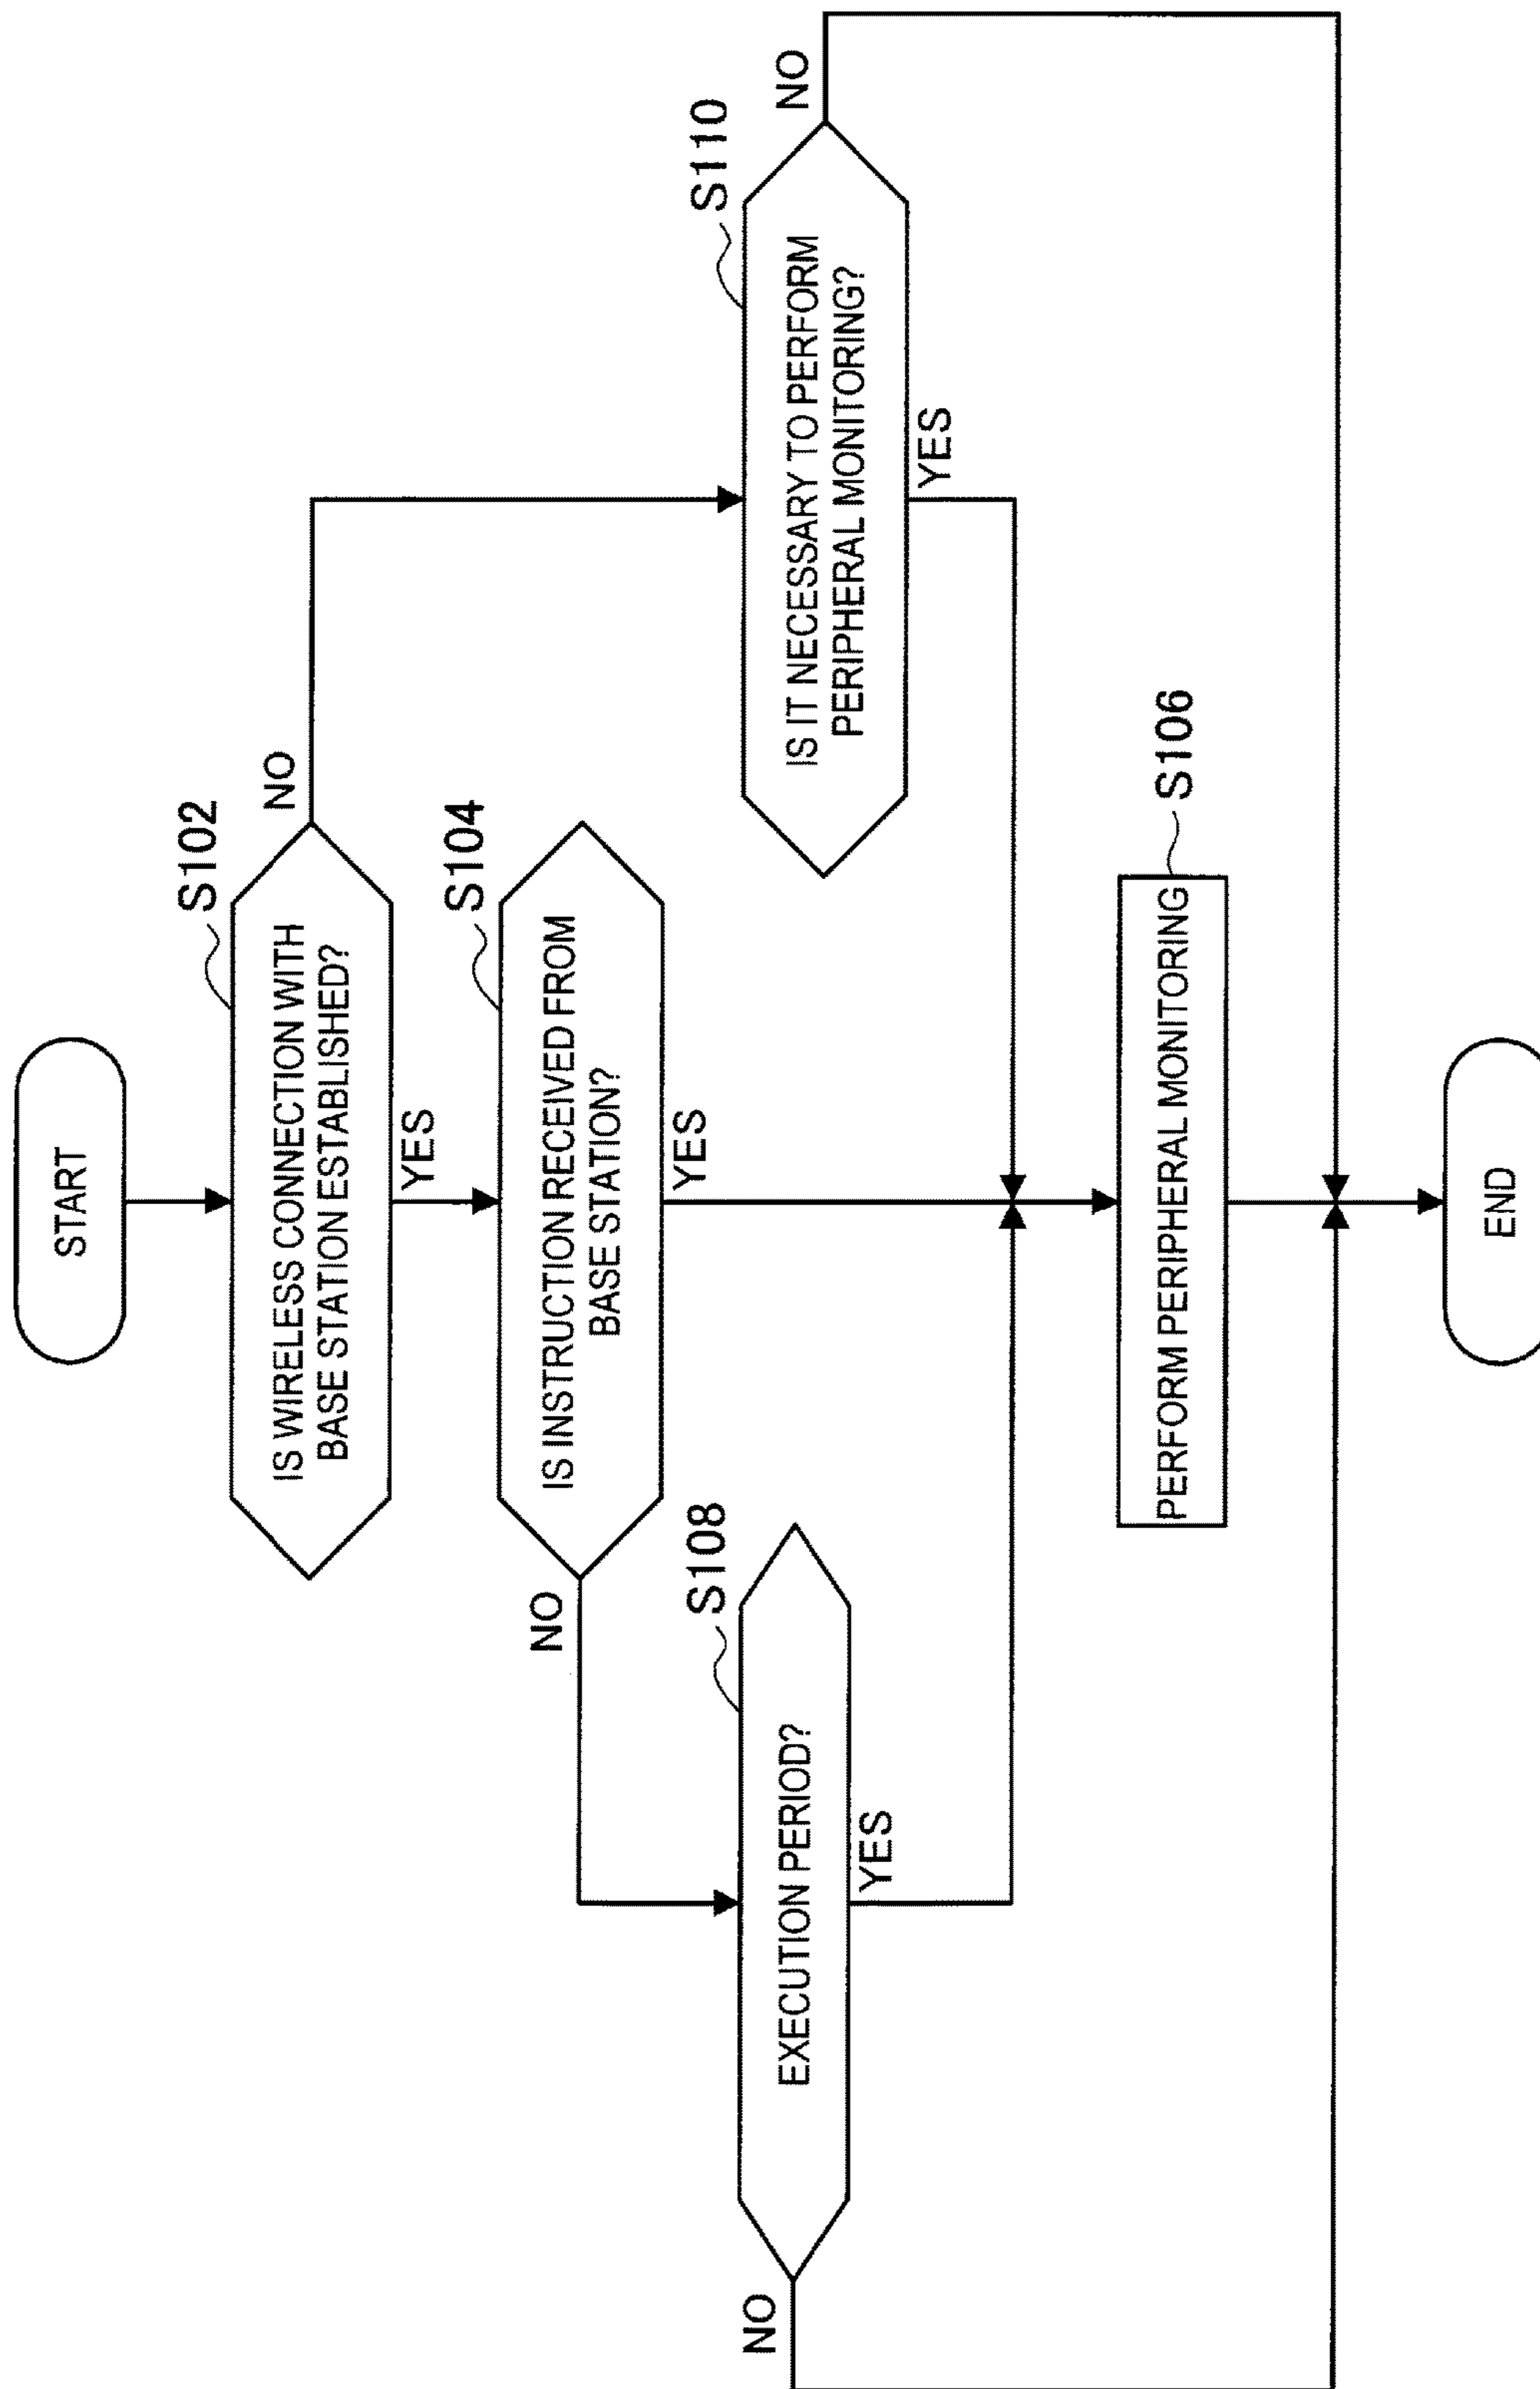 START
S102
IS WIRELESS CONNECTION WITH
BASE STATION ESTABLISHED?
NO
YES
S104
IS INSTRUCTION RECEIVED FROM
BASE STATION?
NO
YES
S108
EXECUTION PERIOD?
NO
YES
S110
IS IT NECESSARY TO PERFORM
PERIPHERAL MONITORING?
NO
YES
S106
PERFORM PERIPHERAL MONITORING
END